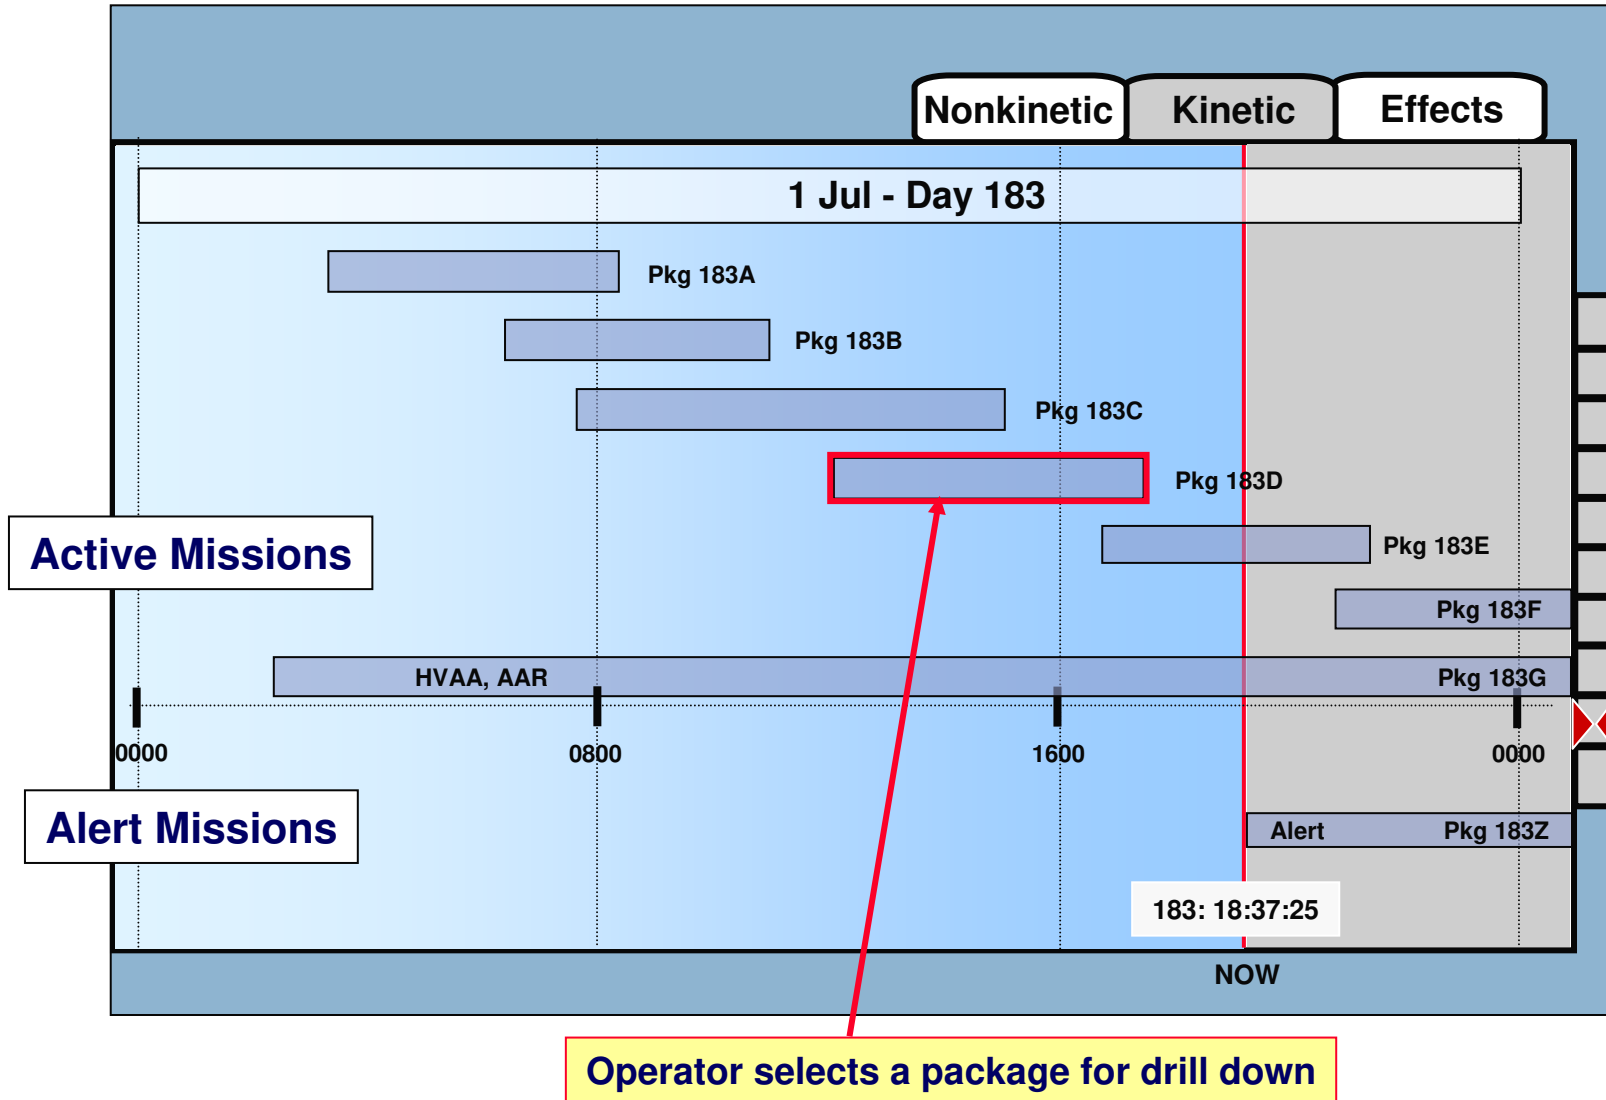 Nonkinetic Kinetic Effects
1 Jul - Day 183
Pkg 183A
Pkg 183B
Pkg 183C
Pkg 183D
Active Missions
Pkg 183E
Pkg 183F
HVAA, AAR Pkg 183G
0000 0800 1600 0000
Alert Missions
Alert Pkg 183Z
183: 18:37:25
NOW
Operator selects a package for drill down